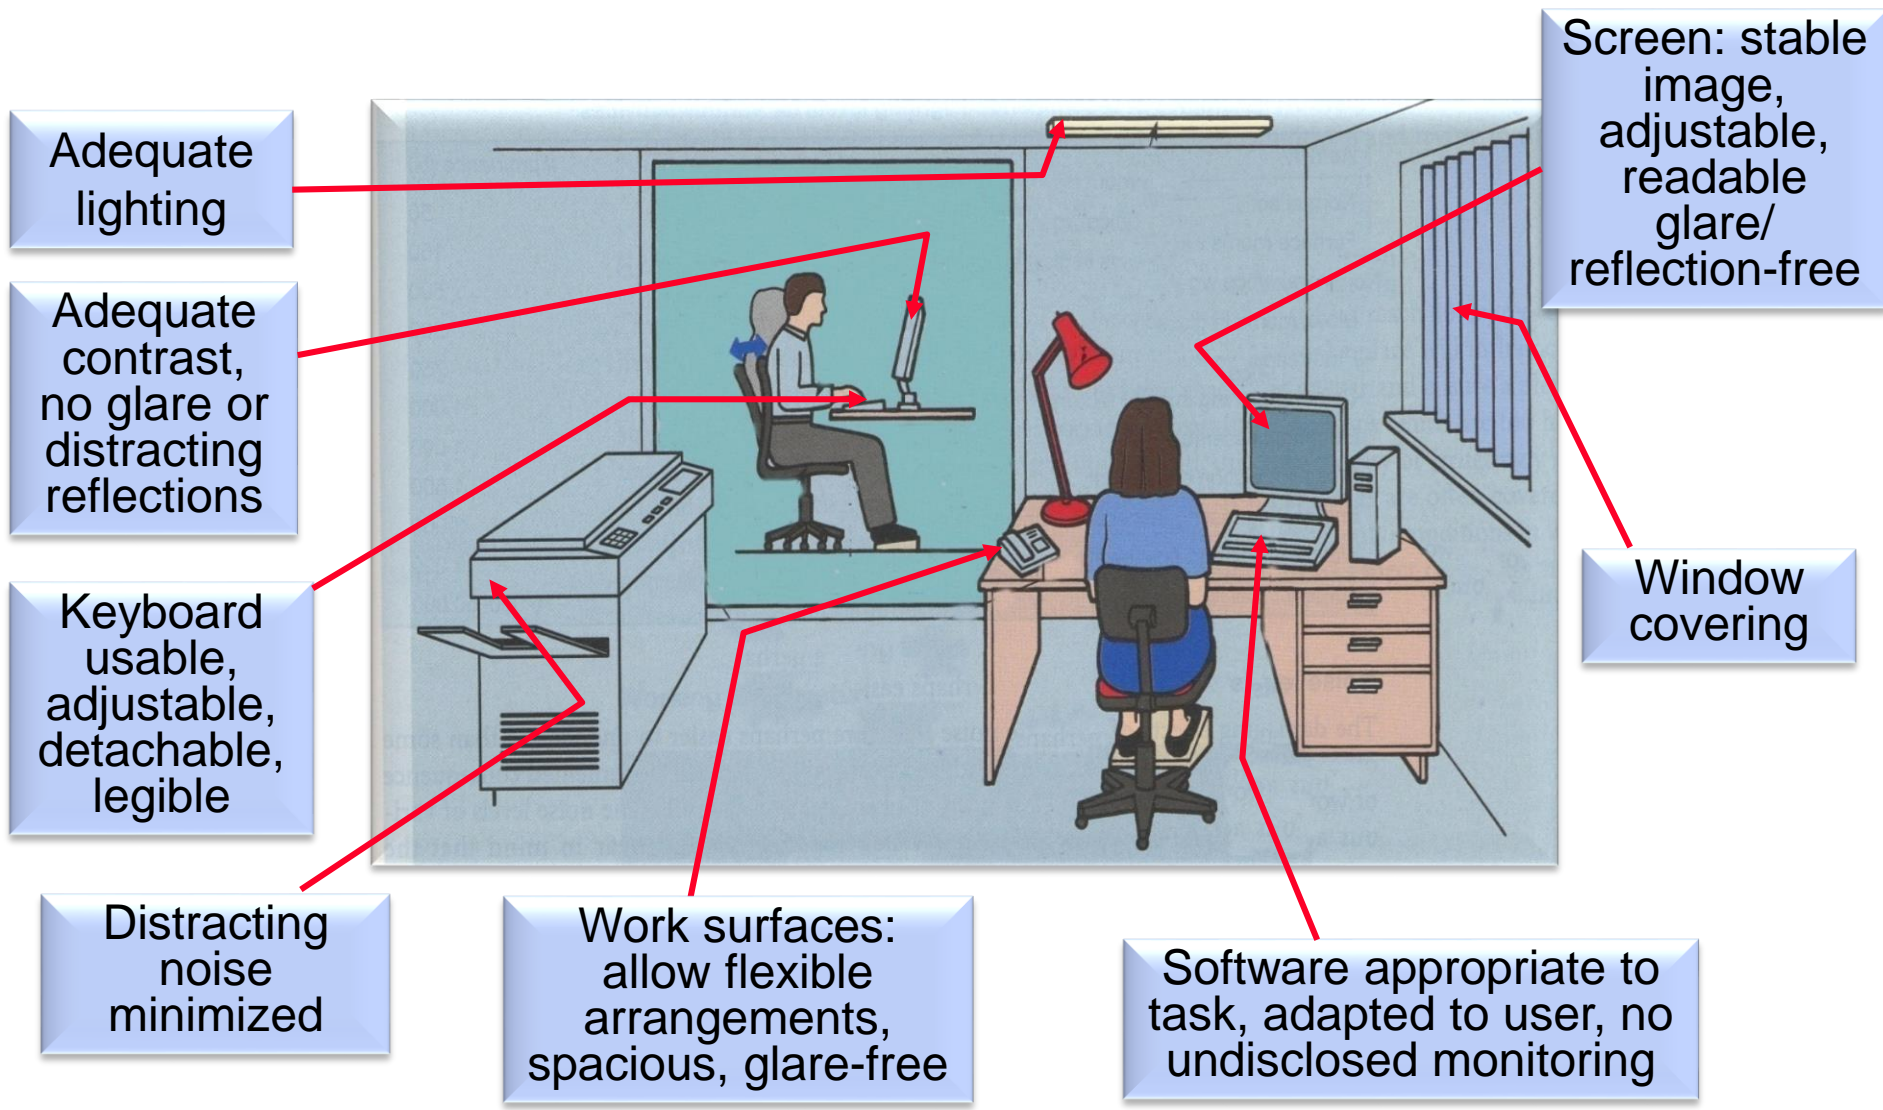 Adequate
lighting
Adequate
contrast,
no glare or
distracting
reflections
Keyboard
usable,
adjustable,
detachable,
legible
Distracting
noise
minimized
Work surfaces:
allow flexible
arrangements,
spacious, glare-free
Software appropriate to
task, adapted to user, no
undisclosed monitoring
Window
covering
Screen: stable
image,
adjustable,
readable
glare/
reflection-free